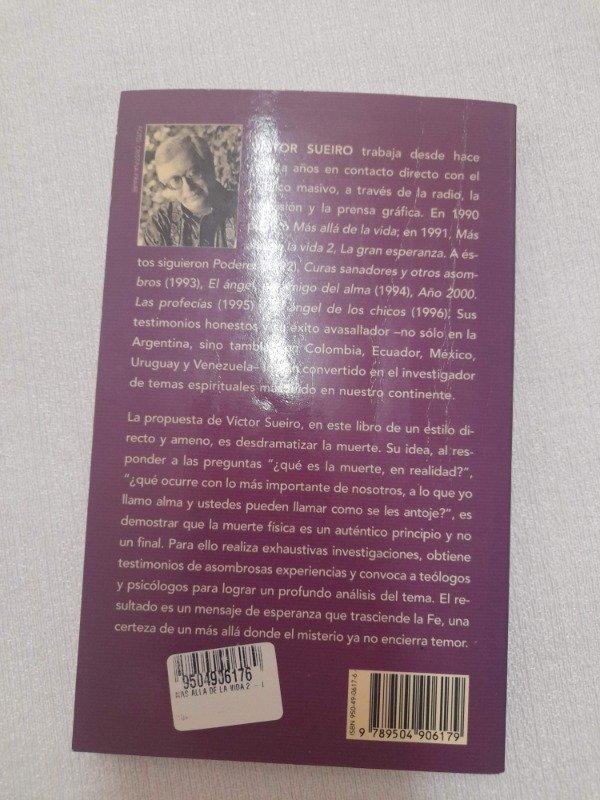 VÍCTOR SUEIRO trabaja desde hace
años en contacto directo con el
masivo, a través de la radio, la
y la prensa gráfica. En 1990
Más allá de la vida; en 1991, Más
la vida 2, La gran esperanza. A és-
tos siguieron Poderes
Curas sanadores y otros asom-
bros (1993), El ángel
del alma (1994), Año 2000.
Las profecías (1995)
ángel de los chicos (1996). Sus
testimonios honestos
éxito avasallador –no sólo en la
Argentina, sino también
Colombia, Ecuador, México,
Uruguay y Venezuela–
convertido en el investigador
de temas espirituales más
en nuestro continente.
La propuesta de Víctor Sueiro, en este libro de un estilo di-
recto y ameno, es desdramatizar la muerte. Su idea, al res-
ponder a las preguntas “¿qué es la muerte, en realidad?”,
“¿qué ocurre con lo más importante de nosotros, a lo que yo
llamo alma y ustedes pueden llamar como se les antoje?”, es
demostrar que la muerte física es un auténtico principio y no
un final. Para ello realiza exhaustivas investigaciones, obtiene
testimonios de asombrosas experiencias y convoca a teólogos
y psicólogos para lograr un profundo análisis del tema. El re-
sultado es un mensaje de esperanza que trasciende la Fe, una
certeza de un más allá donde el misterio ya no encierra temor.
9504906176
MAS ALLA DE LA VIDA 2 - L
ISBN 950-49-0617-6
9 789504 906179